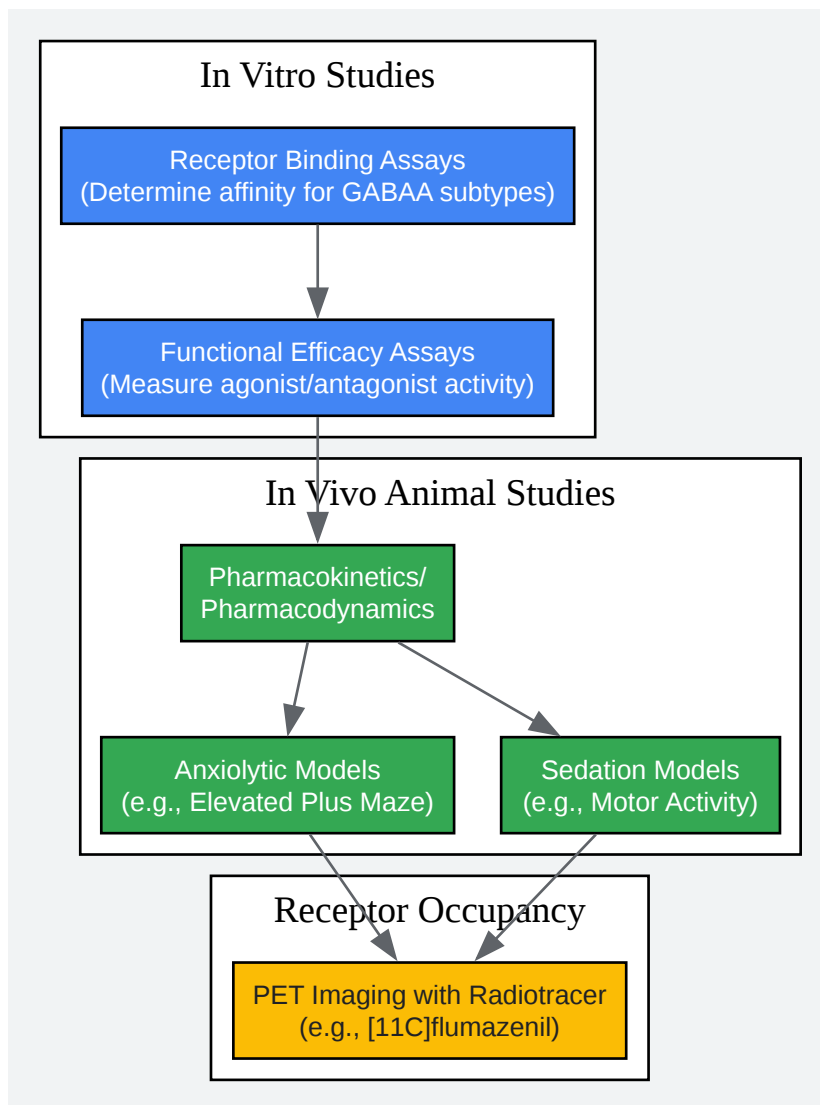 In Vitro Studies
Receptor Binding Assays
(Determine affinity for GABAA subtypes)
Functional Efficacy Assays
(Measure agonist/antagonist activity)
In Vivo Animal Studies
Pharmacokinetics/
Pharmacodynamics
Anxiolytic Models
(e.g., Elevated Plus Maze)
Sedation Models
(e.g., Motor Activity)
Receptor Occupancy
PET Imaging with Radiotracer
(e.g., [11C]flumazenil)